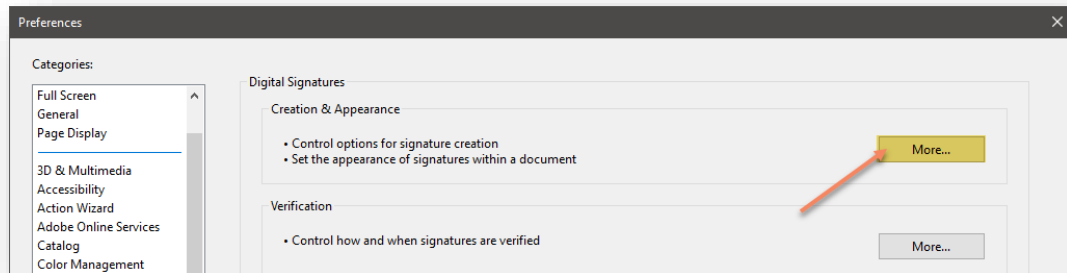 Preferences
Categories:
Full Screen
General
Page Display
3D & Multimedia
Accessibility
Action Wizard
Adobe Online Services
Catalog
Color Management
Digital Signatures
Creation & Appearance
• Control options for signature creation
• Set the appearance of signatures within a document
More...
Verification
• Control how and when signatures are verified
More...